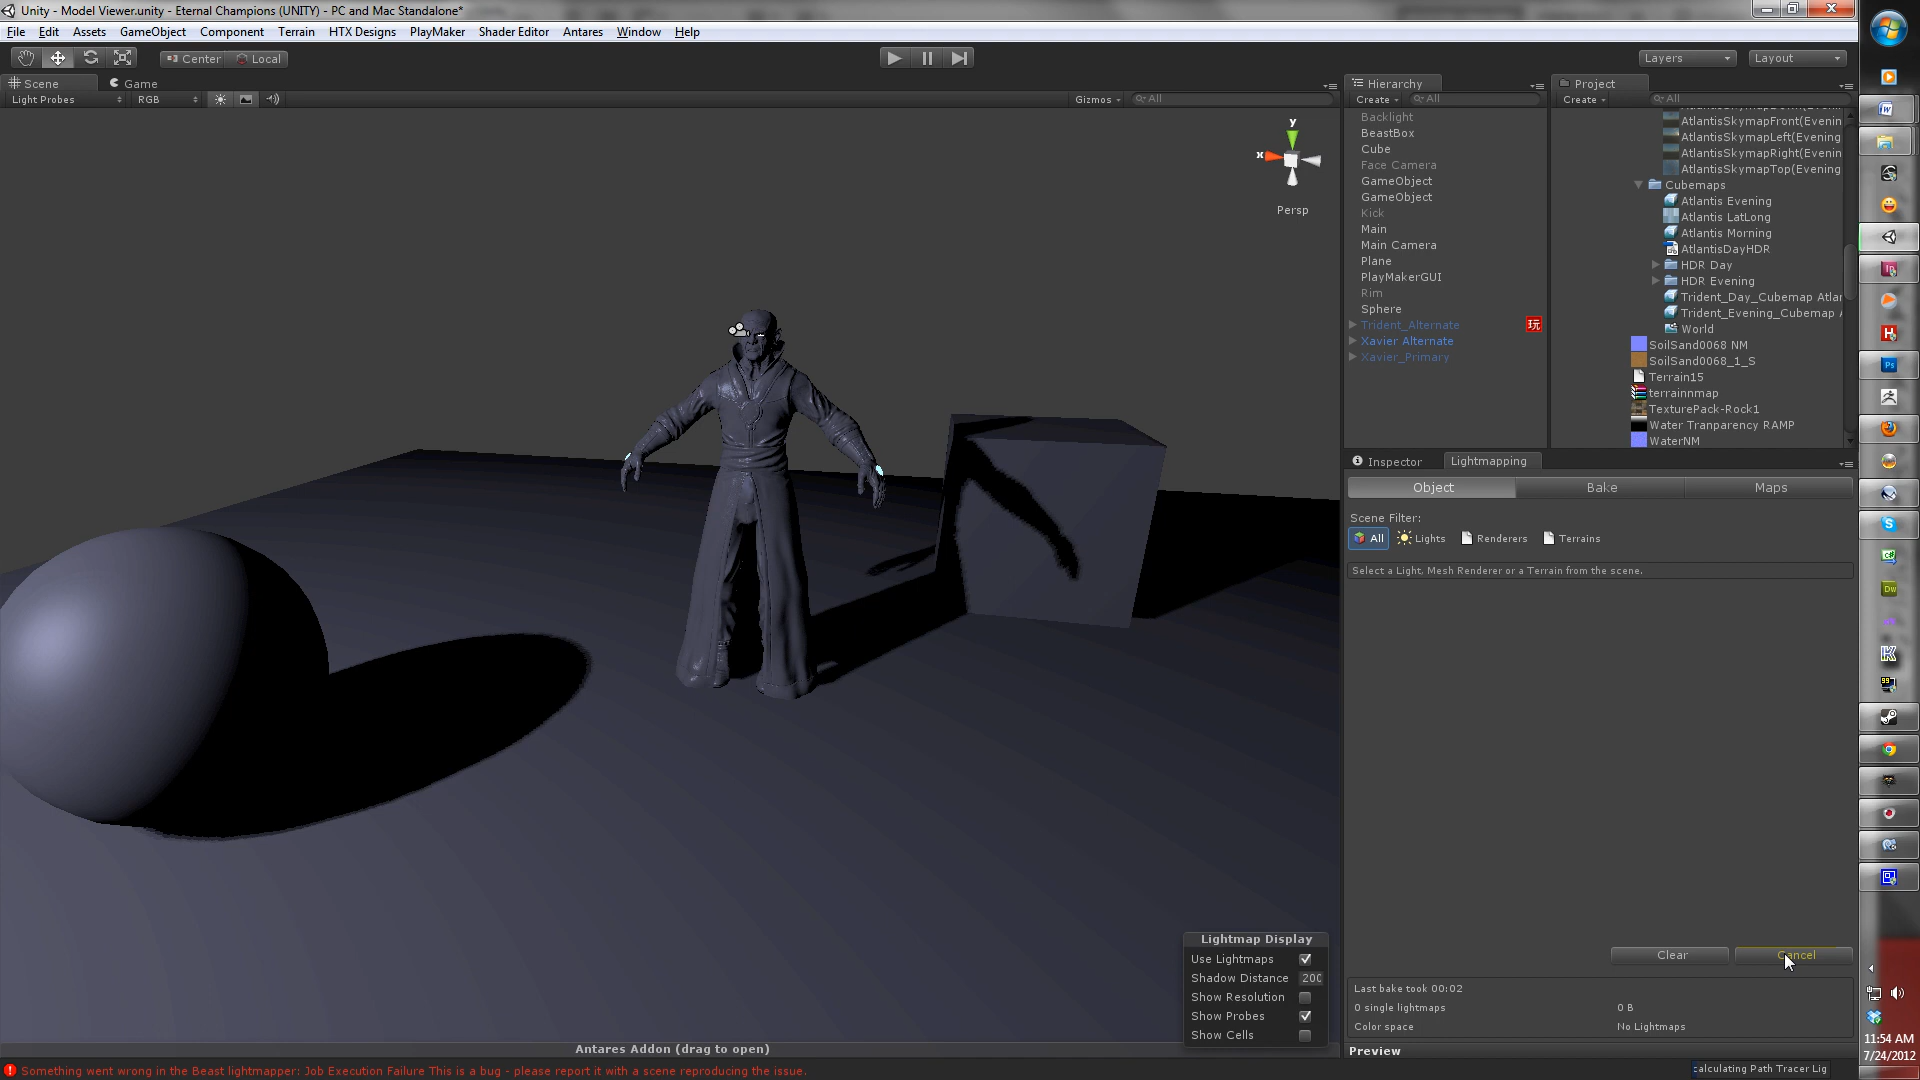 Unity - Model Viewer.unity - Eternal Champions (UNITY) - PC and Mac Standalone*
File Edit Assets GameObject Component Terrain HTX Designs PlayMaker Shader Editor Antares Window Help
Center Local
Layers
Layout
Scene
Game
Light Probes
RGB
Gizmos
All
y
x
Persp
Hierarchy
Create
All
Backlight
BeastBox
Cube
Face Camera
GameObject
GameObject
Kick
Main
Main Camera
Plane
PlayMakerGUI
Rim
Sphere
Trident_Alternate 玩
Xavier Alternate
Xavier_Primary
Project
Create
All
AtlantisSkymapFront(Evenin
AtlantisSkymapLeft(Evening
AtlantisSkymapRight(Evenin
AtlantisSkymapTop(Evening
Cubemaps
Atlantis Evening
Atlantis LatLong
Atlantis Morning
AtlantisDayHDR
HDR Day
HDR Evening
Trident_Day_Cubemap Atlar
Trident_Evening_Cubemap
World
SoilSand0068 NM
SoilSand0068_1_S
Terrain15
terrainnmap
TexturePack-Rock1
Water Tranparency RAMP
WaterNM
Inspector
Lightmapping
Object
Bake
Maps
Scene Filter:
All
Lights
Renderers
Terrains
Select a Light, Mesh Renderer or a Terrain from the scene.
Clear
Cancel
Last bake took 00:02
0 single lightmaps
0 B
Color space
No Lightmaps
Preview
Lightmap Display
Use Lightmaps
Shadow Distance 200
Show Resolution
Show Probes
Show Cells
Antares Addon (drag to open)
Something went wrong in the Beast lightmapper: Job Execution Failure This is a bug - please report it with a scene reproducing the issue.
calculating Path Tracer Lig
Ps
Dw
11:54 AM
7/24/2012